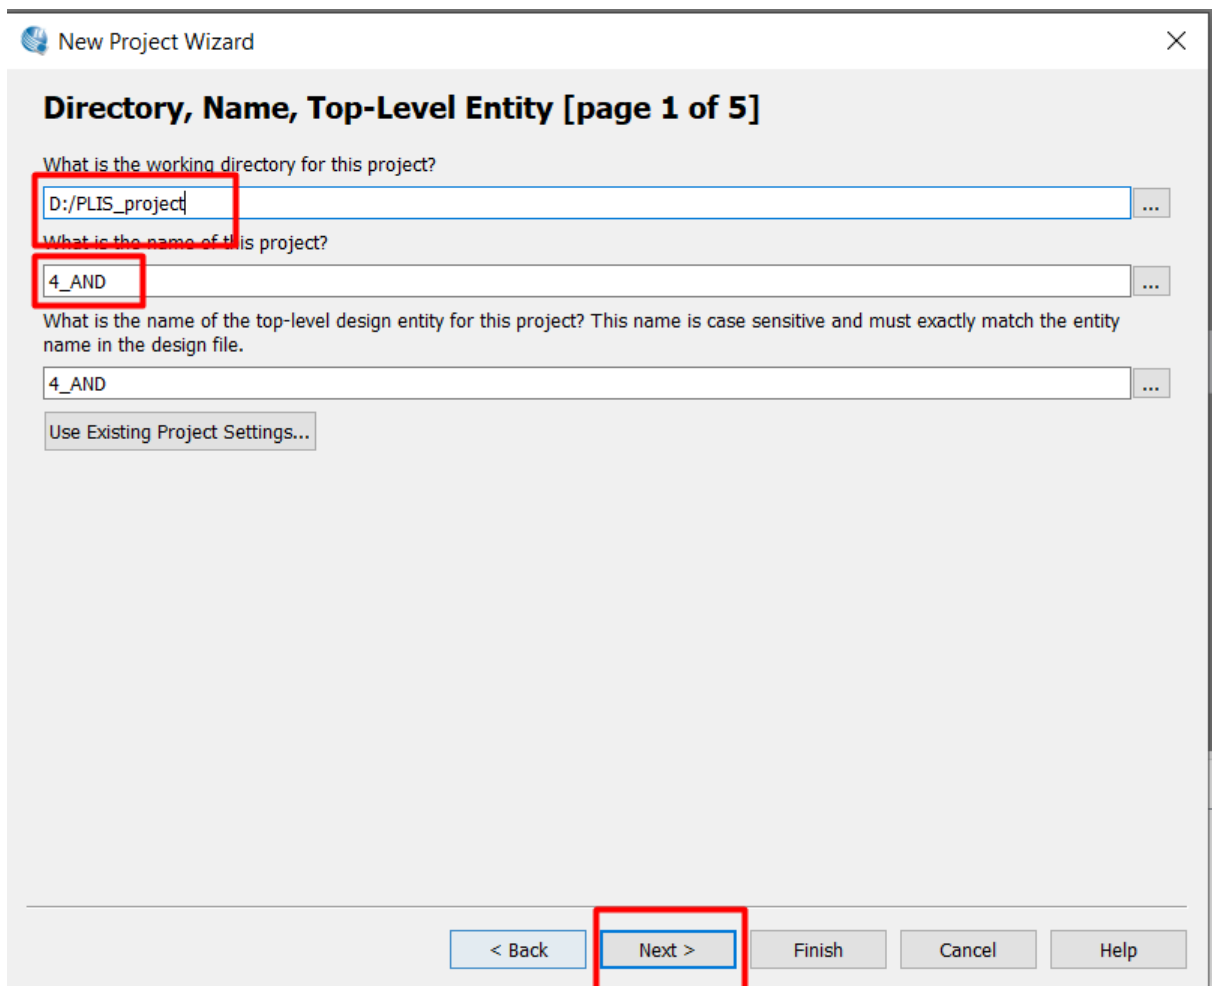 New Project Wizard
Directory, Name, Top-Level Entity [page 1 of 5]
What is the working directory for this project?
D:/PLIS_project
...
What is the name of this project?
4_AND
...
What is the name of the top-level design entity for this project? This name is case sensitive and must exactly match the entity
name in the design file.
4_AND
...
Use Existing Project Settings...
< Back
Next >
Finish
Cancel
Help